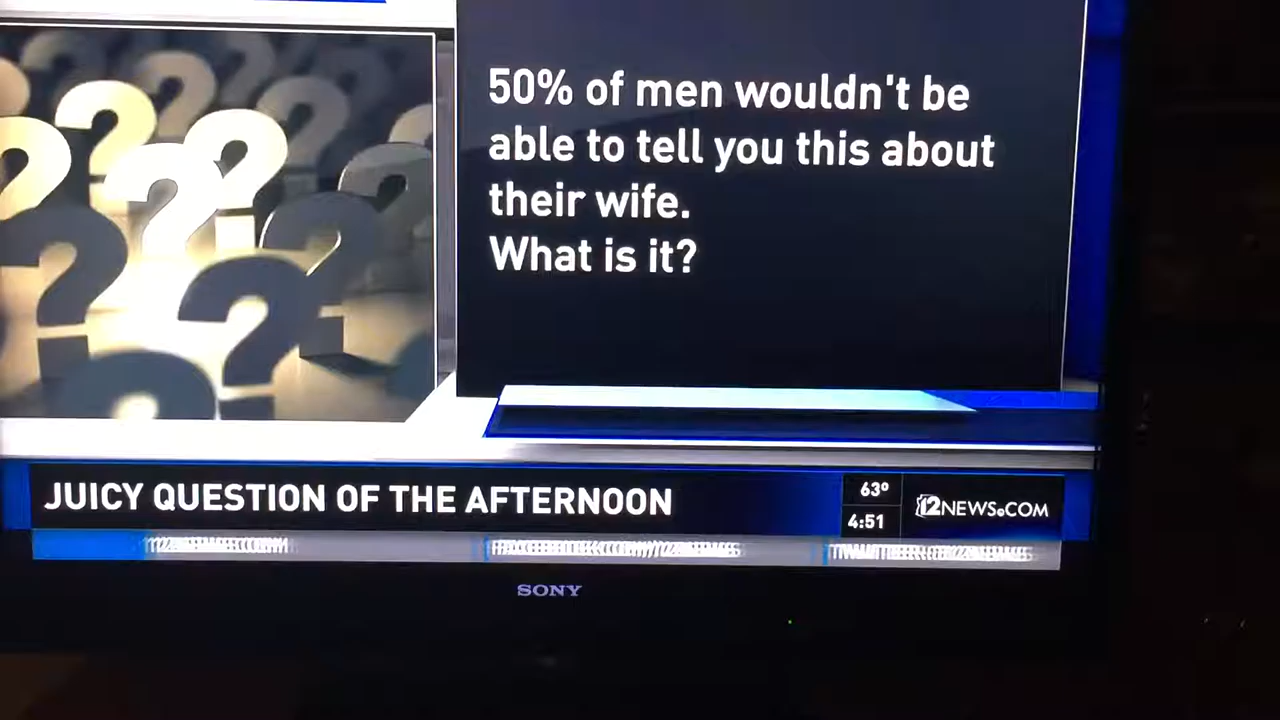 50% of men wouldn't be
able to tell you this about
their wife.
What is it?
JUICY QUESTION OF THE AFTERNOON
63°
4:51
12NEWS.COM
SONY